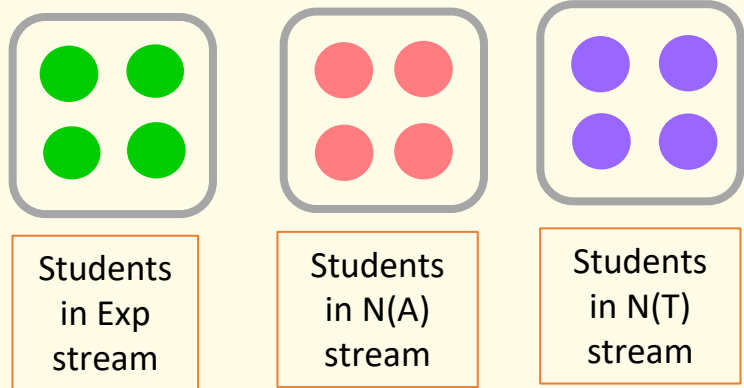 Students
in Exp
stream
Students
in N(A)
stream
Students
in N(T)
stream